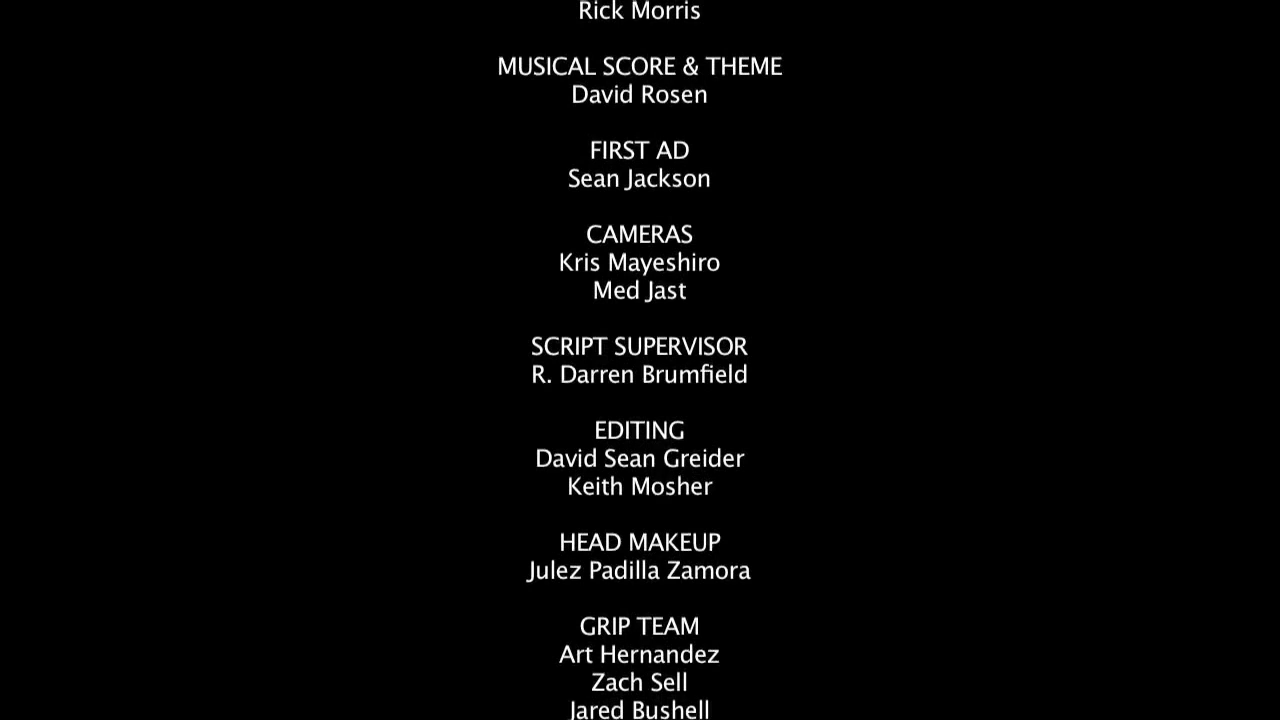 Rick Morris
MUSICAL SCORE & THEME
David Rosen
FIRST AD
Sean Jackson
CAMERAS
Kris Mayeshiro
Med Jast
SCRIPT SUPERVISOR
R. Darren Brumfield
EDITING
David Sean Greider
Keith Mosher
HEAD MAKEUP
Julez Padilla Zamora
GRIP TEAM
Art Hernandez
Zach Sell
Jared Bushell